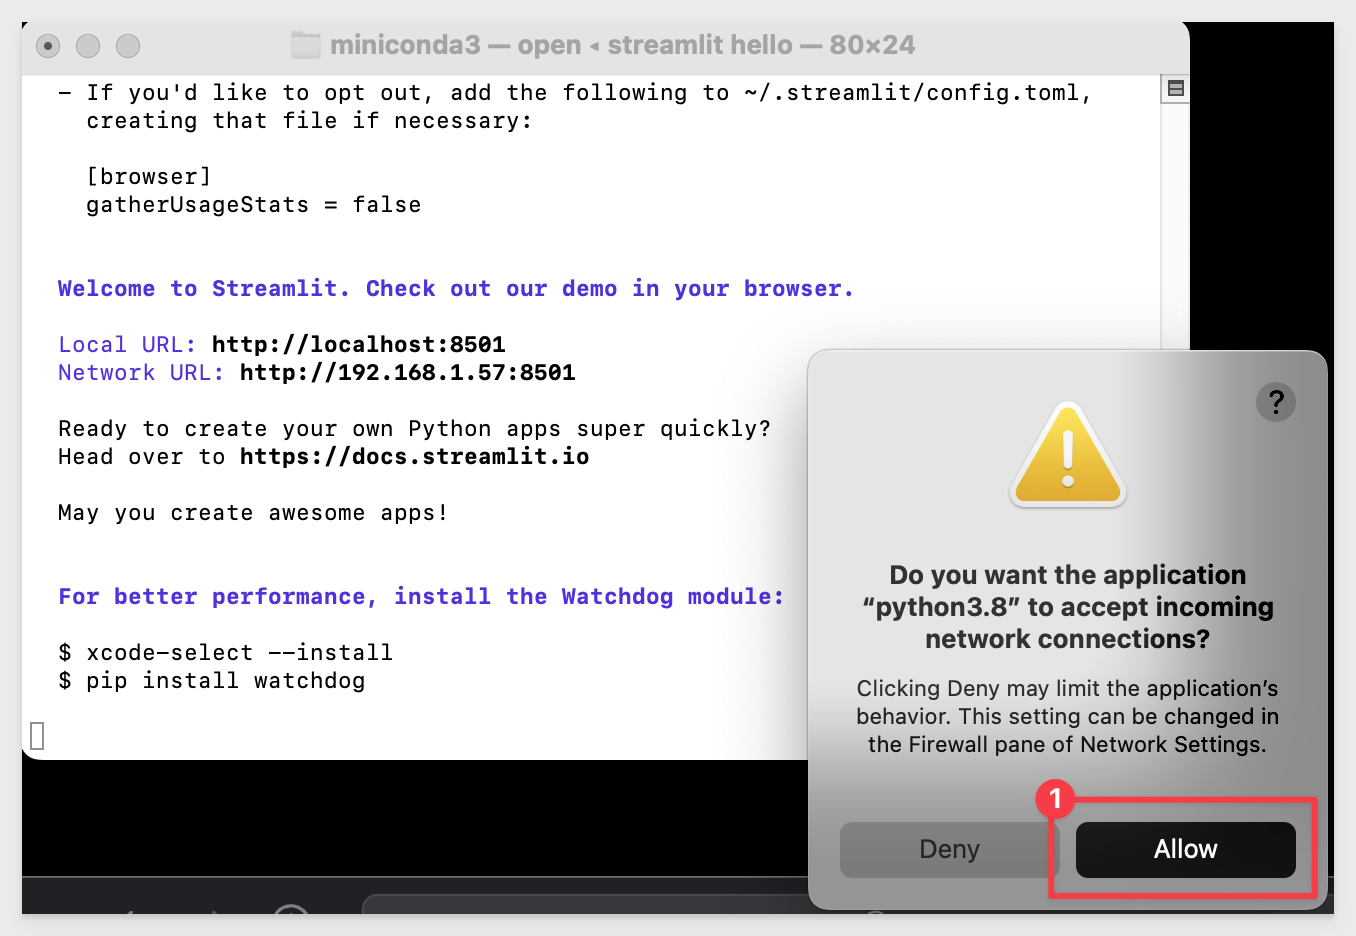 miniconda3 — open ◂ streamlit hello — 80×24
- If you'd like to opt out, add the following to ~/.streamlit/config.toml,
creating that file if necessary:
[browser]
gatherUsageStats = false
Welcome to Streamlit. Check out our demo in your browser.
Local URL: http://localhost:8501
Network URL: http://192.168.1.57:8501
Ready to create your own Python apps super quickly?
Head over to https://docs.streamlit.io
May you create awesome apps!
For better performance, install the Watchdog module:
$ xcode-select --install
$ pip install watchdog
?
Do you want the application
“python3.8” to accept incoming
network connections?
Clicking Deny may limit the application’s
behavior. This setting can be changed in
the Firewall pane of Network Settings.
1
Deny
Allow